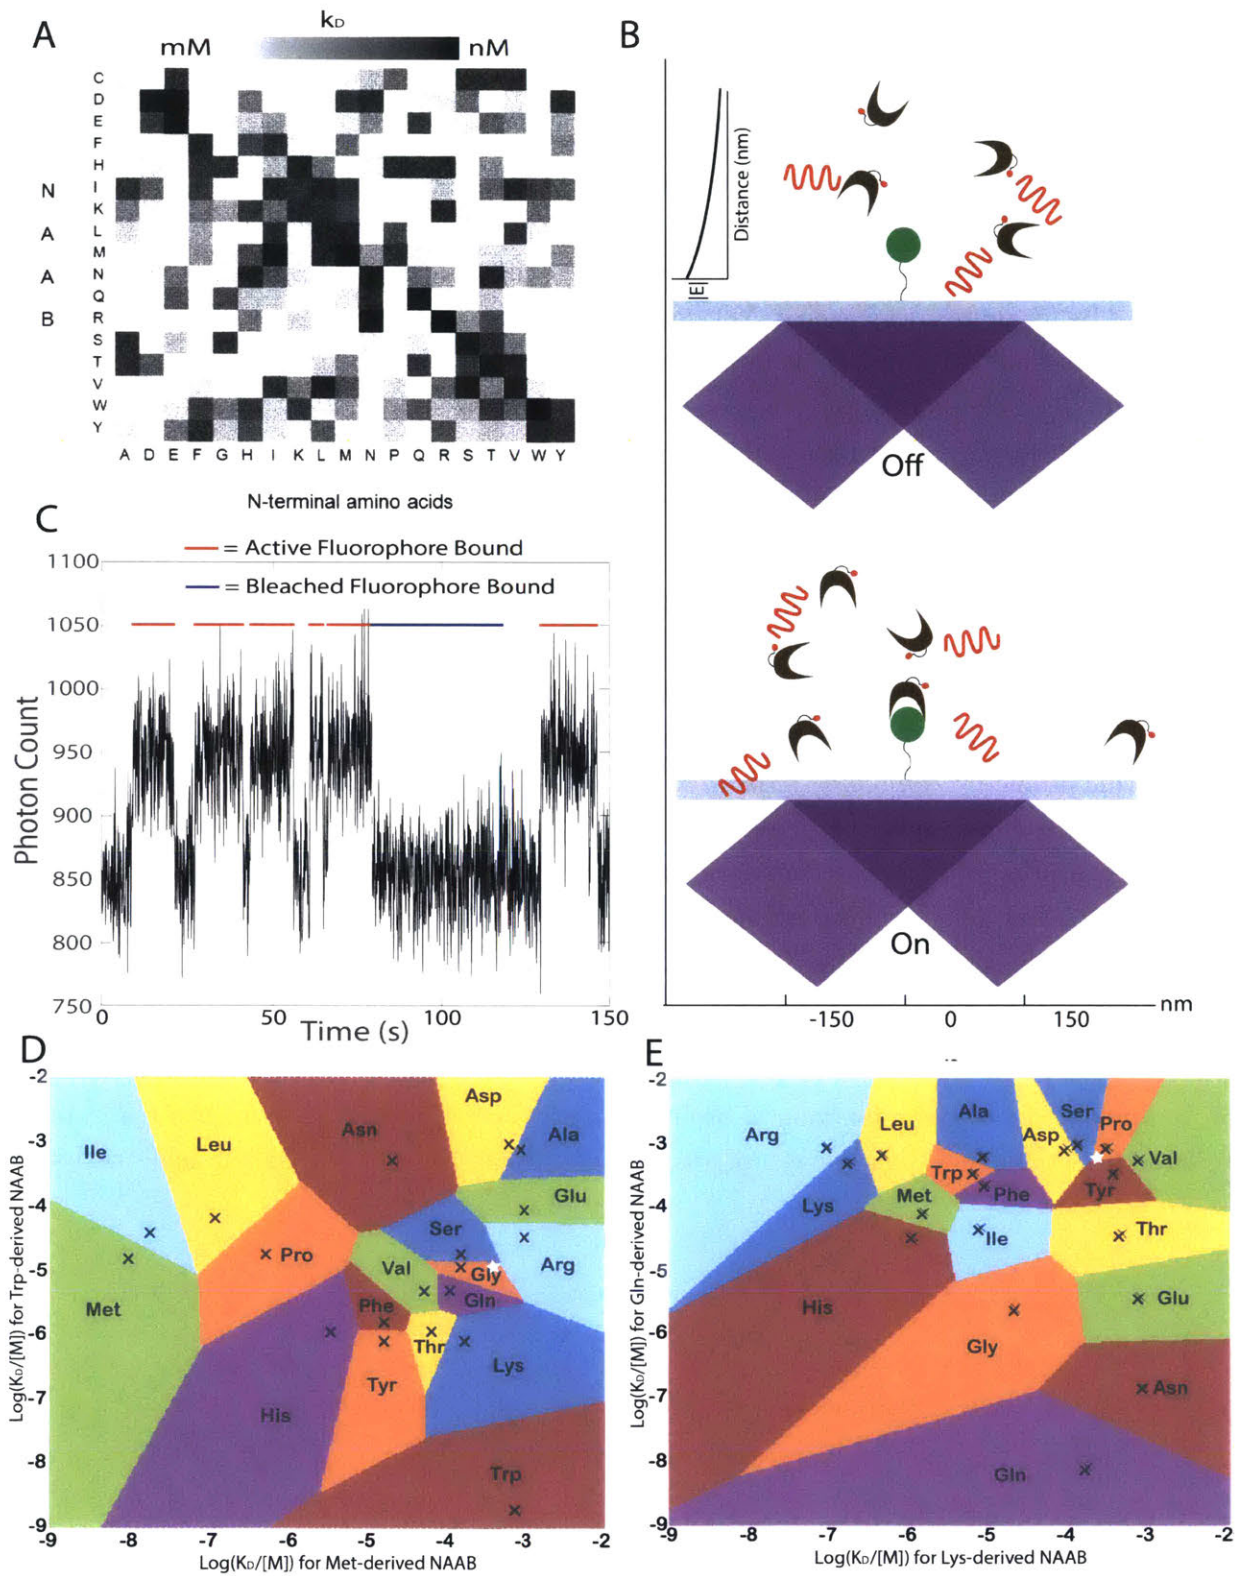 A
kD
mM
nM
C
D
E
F
H
I
K
L
M
N
Q
R
S
T
V
W
Y
N
A
A
B
A D E F G H I K L M N P Q R S T V W Y
N-terminal amino acids
B
Distance (nm)
|E|
Off
On
-150
0
150
nm
C
= Active Fluorophore Bound
= Bleached Fluorophore Bound
1100
1050
1000
950
900
850
800
750
Photon Count
0
50
100
150
Time (s)
D
-2
-3
-4
-5
-6
-7
-8
-9
Log(KD/[M]) for Trp-derived NAAB
Ile
Leu
Asn
Asp
Ala
Glu
Ser
Arg
Pro
Val
Gly
Gln
Met
Phe
Thr
Lys
Tyr
His
Trp
-9 -8 -7 -6 -5 -4 -3 -2
Log(KD/[M]) for Met-derived NAAB
E
-2
-3
-4
-5
-6
-7
-8
-9
Log(KD/[M]) for Gln-derived NAAB
Arg
Leu
Ala
Asp
Ser
Pro
Val
Trp
Lys
Met
Phe
Tyr
Ile
Thr
His
Glu
Gly
Asn
Gln
-9 -8 -7 -6 -5 -4 -3 -2
Log(KD/[M]) for Lys-derived NAAB